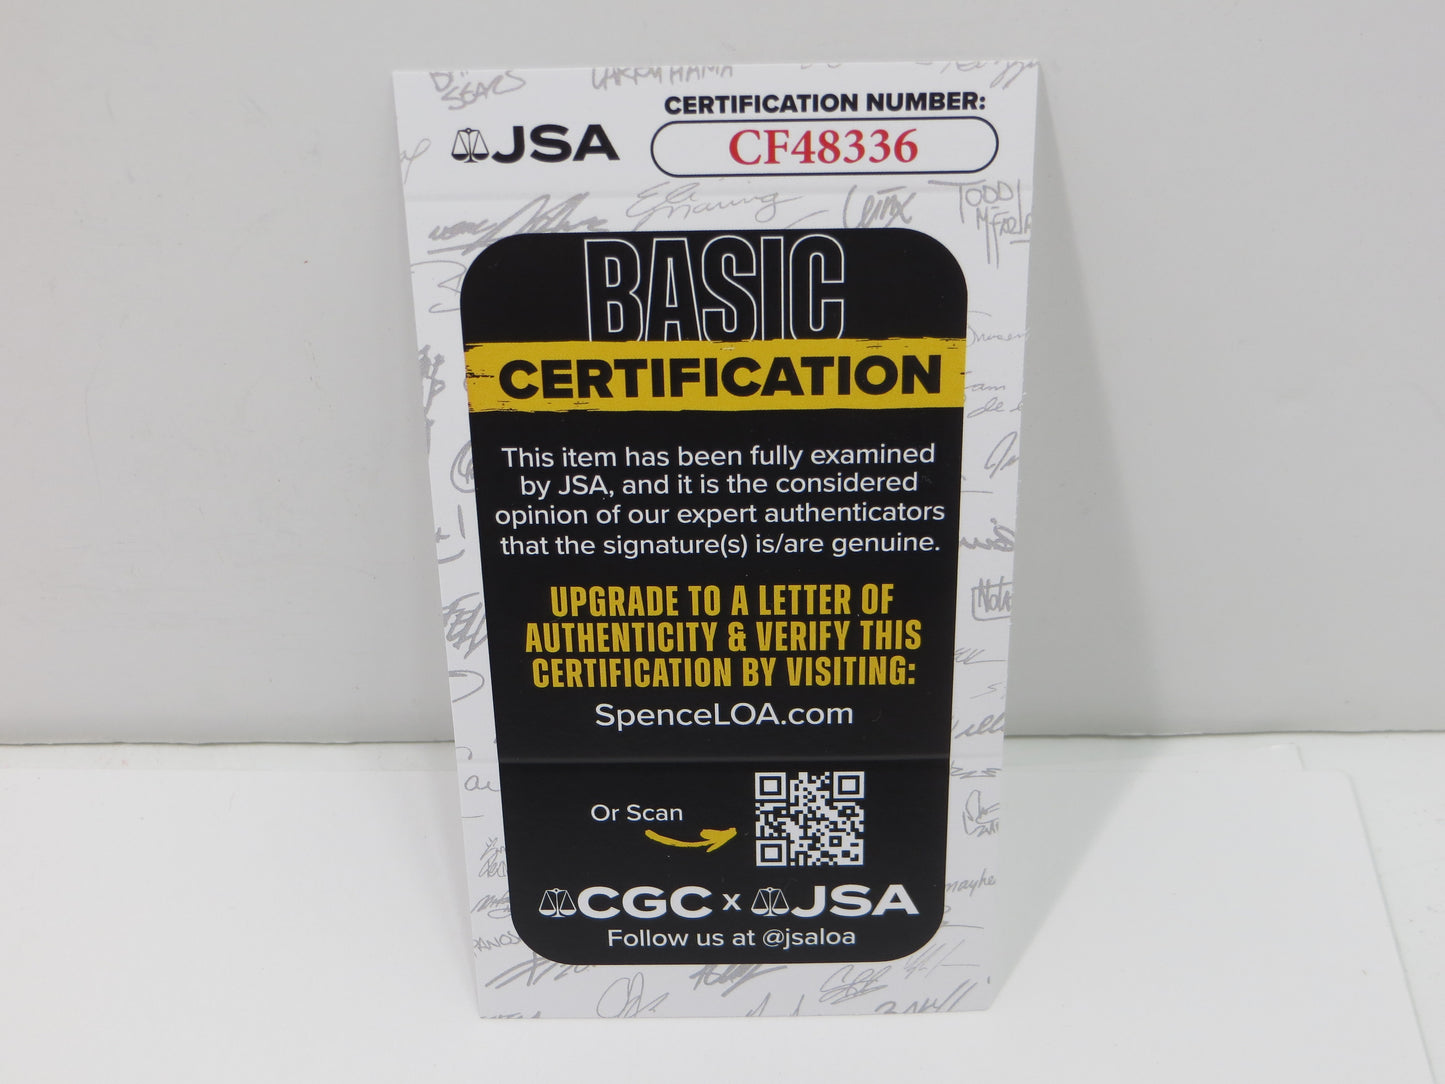 CERTIFICATION NUMBER:
JSA
CF48336
BASIC
CERTIFICATION
This item has been fully examined
by JSA, and it is the considered
opinion of our expert authenticators
that the signature(s) is/are genuine.
UPGRADE TO A LETTER OF
AUTHENTICITY & VERIFY THIS
CERTIFICATION BY VISITING:
SpenceLOA.com
Or Scan
CGC x JSA
Follow us at @jsaloa